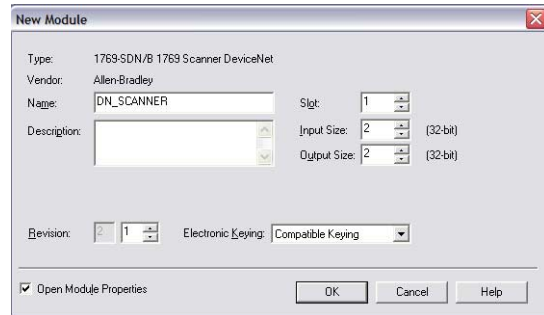 New Module
Type: 1769-SDN/B 1769 Scanner DeviceNet
Vendor: Allen-Bradley
Name: DN_SCANNER Slot: 1
Description: Input Size: 2 (32-bit)
Output Size: 2 (32-bit)
Revision: 2 1 Electronic Keying: Compatible Keying
Open Module Properties OK Cancel Help